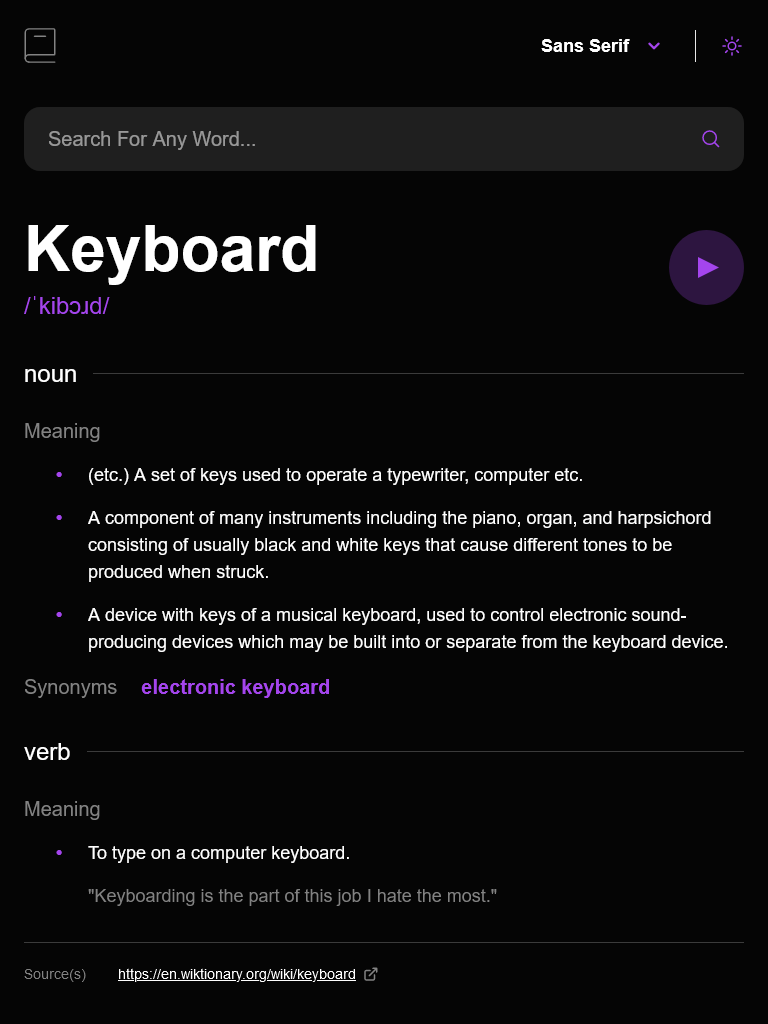 Sans Serif
Search For Any Word...
Keyboard
/ˈkibɔɹd/
noun
Meaning
(etc.) A set of keys used to operate a typewriter, computer etc.
A component of many instruments including the piano, organ, and harpsichord
consisting of usually black and white keys that cause different tones to be
produced when struck.
A device with keys of a musical keyboard, used to control electronic sound-
producing devices which may be built into or separate from the keyboard device.
Synonyms electronic keyboard
verb
Meaning
To type on a computer keyboard.
"Keyboarding is the part of this job I hate the most."
Source(s) https://en.wiktionary.org/wiki/keyboard